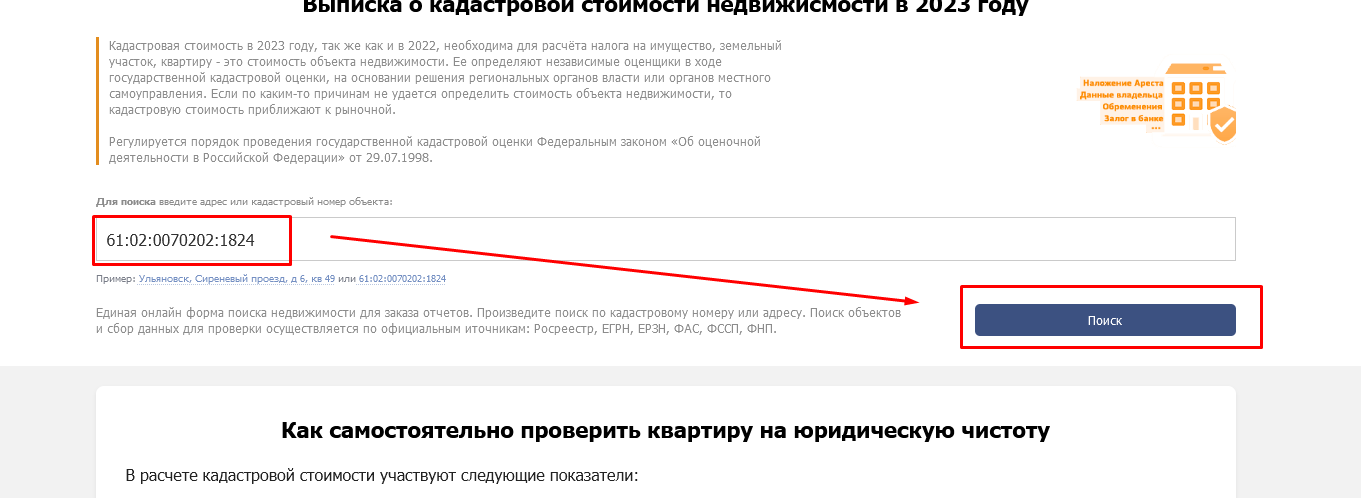 Выписка о кадастровой стоимости недвижисмости в 2023 году
Кадастровая стоимость в 2023 году, так же как и в 2022, необходима для расчёта налога на имущество, земельный
участок, квартиру - это стоимость объекта недвижимости. Ее определяют независимые оценщики в ходе
государственной кадастровой оценки, на основании решения региональных органов власти или органов местного
самоуправления. Если по каким-то причинам не удается определить стоимость объекта недвижимости, то
кадастровую стоимость приближают к рыночной.
Регулируется порядок проведения государственной кадастровой оценки Федеральным законом «Об оценочной
деятельности в Российской Федерации» от 29.07.1998.
Наложение Ареста
Данные владельца
Обременения
Залог в банке
...
Для поиска введите адрес или кадастровый номер объекта:
61:02:0070202:1824
Пример: Ульяновск, Сиреневый проезд, д 6, кв 49 или 61:02:0070202:1824
Единая онлайн форма поиска недвижимости для заказа отчетов. Произведите поиск по кадастровому номеру или адресу. Поиск объектов
и сбор данных для проверки осуществляется по официальным иточникам: Росреестр, ЕГРН, ЕРЗН, ФАС, ФССП, ФНП.
Поиск
Как самостоятельно проверить квартиру на юридическую чистоту
В расчете кадастровой стоимости участвуют следующие показатели: